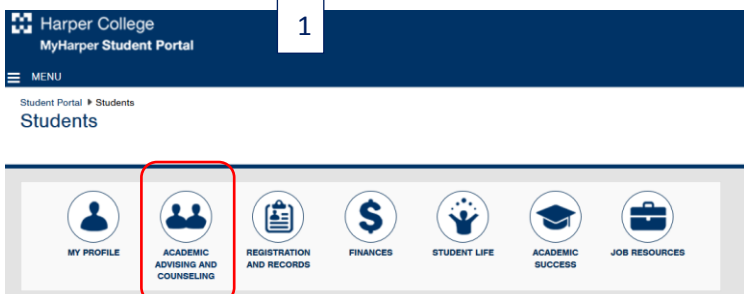 Harper College
1
MyHarper Student Portal
MENU
Student Portal ▶ Students
Students
MY PROFILE
ACADEMIC
ADVISING AND
COUNSELING
REGISTRATION
AND RECORDS
FINANCES
STUDENT LIFE
ACADEMIC
SUCCESS
JOB RESOURCES